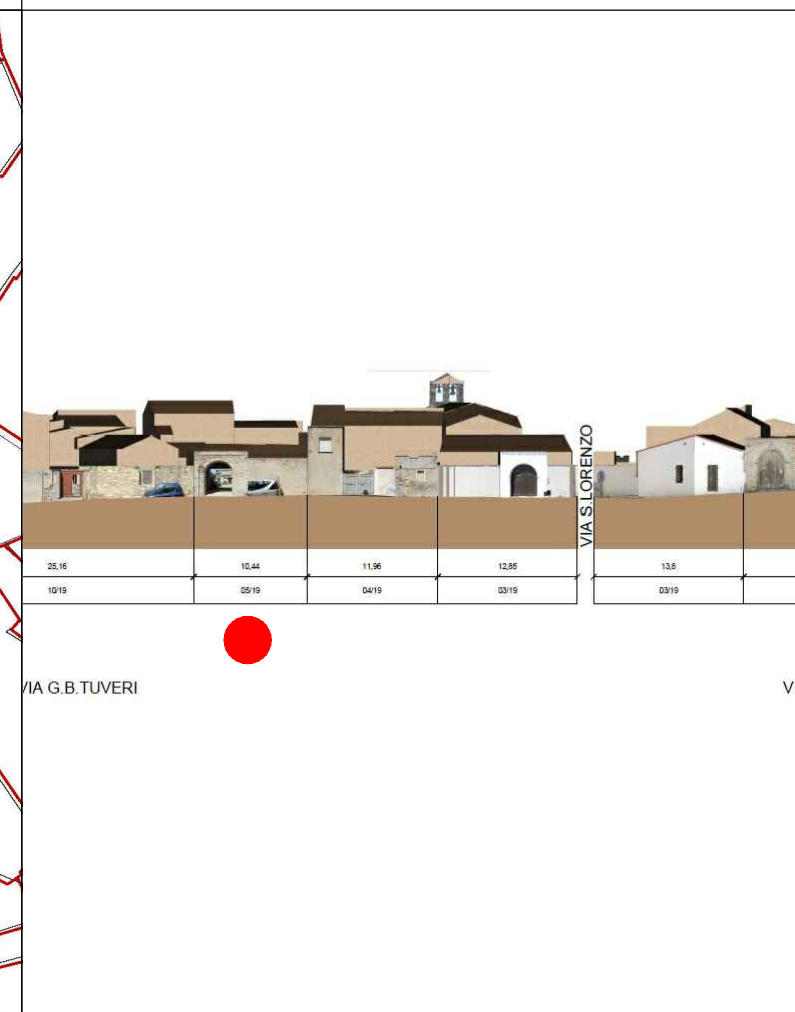 VIA S.LORENZO
25,16 10,44 11,96 12,85 13,8
10/19 05/19 04/19 03/19 03/19
VIA G.B.TUVERI
V